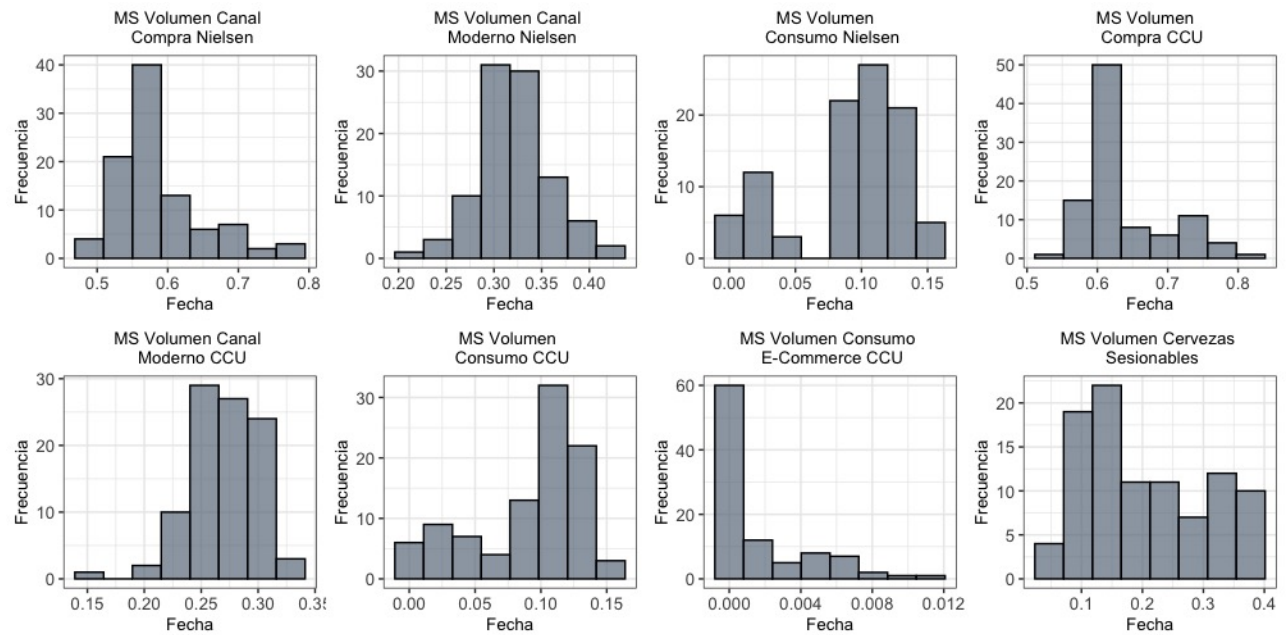 MS Volumen Canal
Compra Nielsen
40
30
20
10
0
Frecuencia
0.5 0.6 0.7 0.8
Fecha
MS Volumen Canal
Moderno Nielsen
30
20
10
0
Frecuencia
0.20 0.25 0.30 0.35 0.40
Fecha
MS Volumen
Consumo Nielsen
20
10
0
Frecuencia
0.00 0.05 0.10 0.15
Fecha
MS Volumen
Compra CCU
50
40
30
20
10
0
Frecuencia
0.5 0.6 0.7 0.8
Fecha
MS Volumen Canal
Moderno CCU
30
20
10
0
Frecuencia
0.15 0.20 0.25 0.30 0.35
Fecha
MS Volumen
Consumo CCU
30
20
10
0
Frecuencia
0.00 0.05 0.10 0.15
Fecha
MS Volumen Consumo
E-Commerce CCU
60
40
20
0
Frecuencia
0.000 0.004 0.008 0.012
Fecha
MS Volumen Cervezas
Sesionables
20
15
10
5
0
Frecuencia
0.1 0.2 0.3 0.4
Fecha